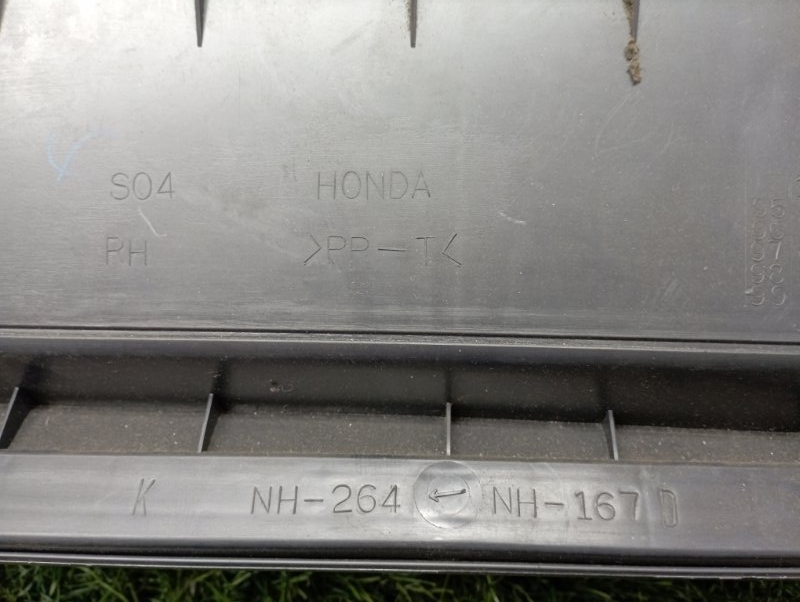 S04 HONDA
RH >PP-T<
K NH-264 ← NH-167 D